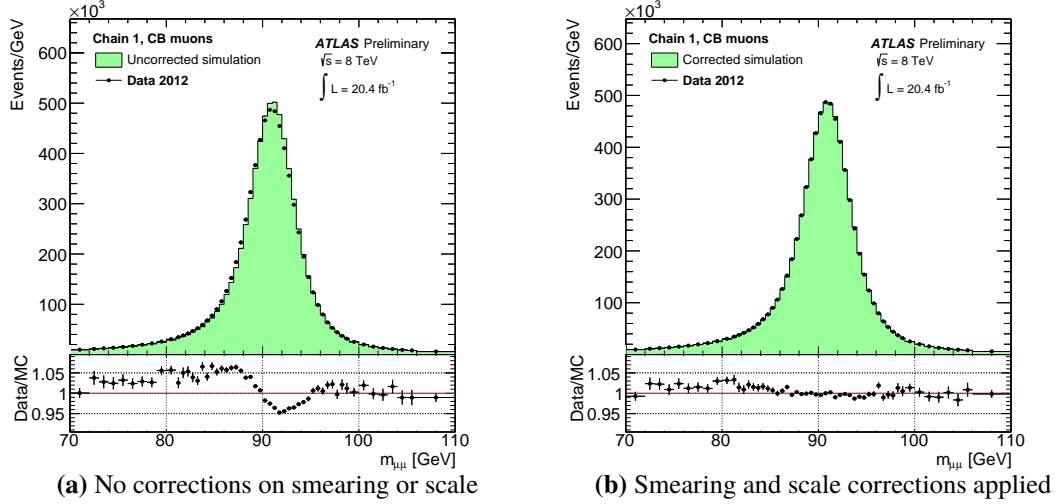 ×10³
Events/GeV
600
500
400
300
200
100
Chain 1, CB muons
Uncorrected simulation
Data 2012
ATLAS Preliminary
√s = 8 TeV
∫ L = 20.4 fb⁻¹
Data/MC
1.05
1
0.95
70 80 90 100 110
mμμ [GeV]
(a) No corrections on smearing or scale
×10³
Events/GeV
600
500
400
300
200
100
Chain 1, CB muons
Corrected simulation
Data 2012
ATLAS Preliminary
√s = 8 TeV
∫ L = 20.4 fb⁻¹
Data/MC
1.05
1
0.95
70 80 90 100 110
mμμ [GeV]
(b) Smearing and scale corrections applied